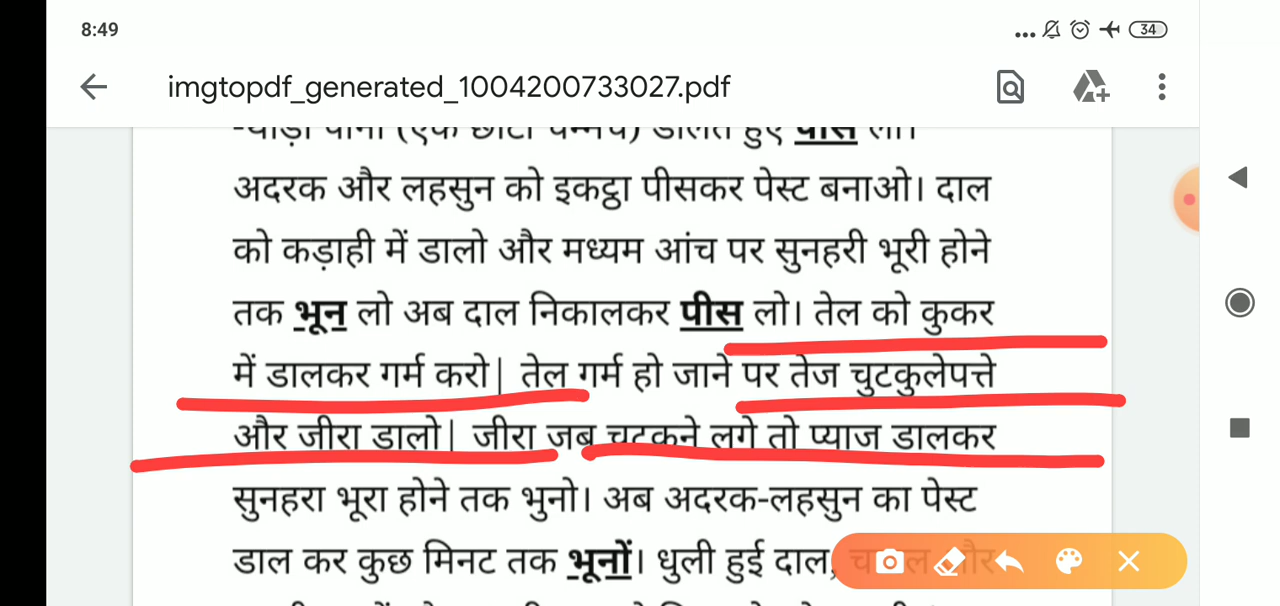 8:49
34
imgtopdf_generated_1004200733027.pdf
पीस लो।
अदरक और लहसुन को इकट्ठा पीसकर पेस्ट बनाओ। दाल
को कड़ाही में डालो और मध्यम आंच पर सुनहरी भूरी होने
तक भून लो अब दाल निकालकर पीस लो। तेल को कुकर
में डालकर गर्म करो| तेल गर्म हो जाने पर तेज चुटकुलेपत्ते
और जीरा डालो| जीरा जब चटकने लगे तो प्याज डालकर
सुनहरा भूरा होने तक भुनो। अब अदरक-लहसुन का पेस्ट
डाल कर कुछ मिनट तक भूनों। धुली हुई दाल,